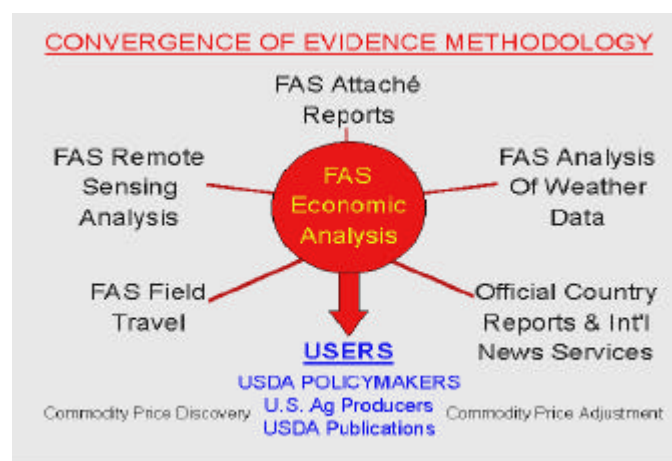 CONVERGENCE OF EVIDENCE METHODOLOGY
FAS Attaché
Reports
FAS Remote
Sensing
Analysis
FAS
Economic
Analysis
FAS Analysis
Of Weather
Data
FAS Field
Travel
Official Country
Reports & Int'l
News Services
USERS
USDA POLICYMAKERS
Commodity Price Discovery
U.S. Ag Producers
Commodity Price Adjustment
USDA Publications